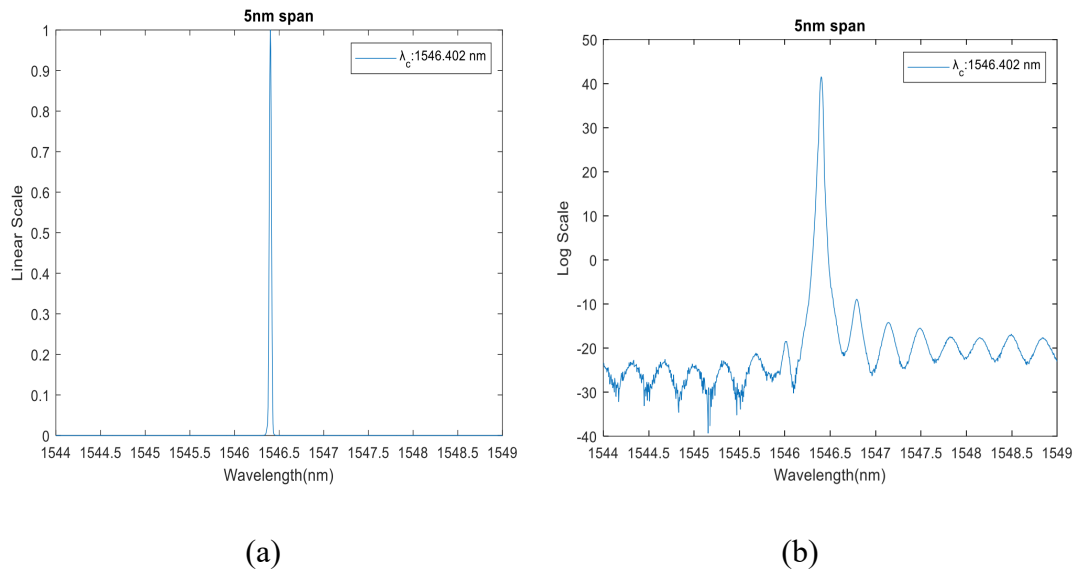 5nm span
λc:1546.402 nm
Linear Scale
1
0.9
0.8
0.7
0.6
0.5
0.4
0.3
0.2
0.1
0
1544 1544.5 1545 1545.5 1546 1546.5 1547 1547.5 1548 1548.5 1549
Wavelength(nm)
(a)
5nm span
λc:1546.402 nm
Log Scale
50
40
30
20
10
0
-10
-20
-30
-40
1544 1544.5 1545 1545.5 1546 1546.5 1547 1547.5 1548 1548.5 1549
Wavelength(nm)
(b)